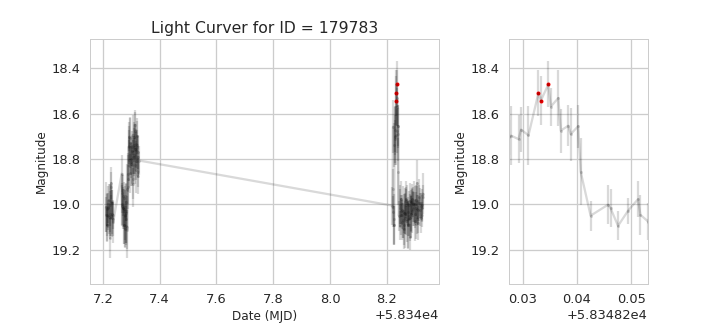 Light Curver for ID = 179783
Magnitude
18.4
18.6
18.8
19.0
19.2
7.2 7.4 7.6 7.8 8.0 8.2
Date (MJD)
+5.834e4
Magnitude
18.4
18.6
18.8
19.0
19.2
0.03 0.04 0.05
+5.83482e4